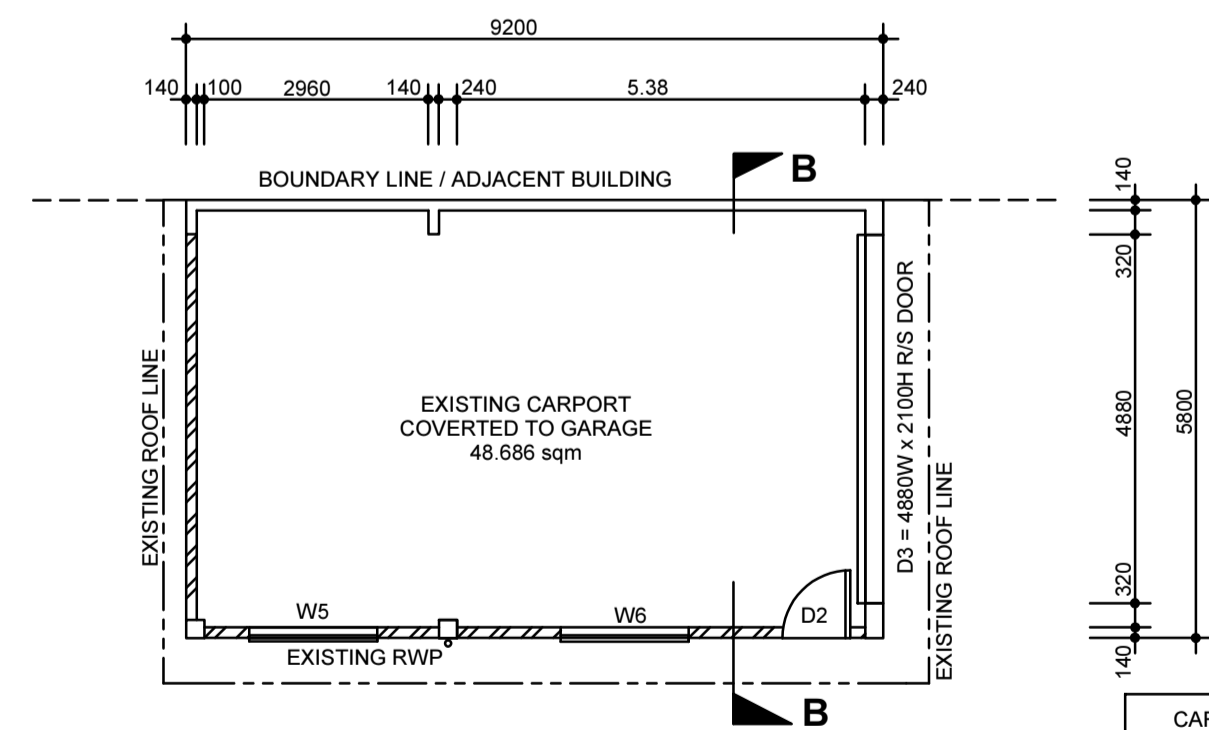 9200
140 100 2960 140 240 5.38 240
BOUNDARY LINE / ADJACENT BUILDING
B
140
320
4880
5800
320
140
EXISTING ROOF LINE
EXISTING CARPORT
COVERTED TO GARAGE
48.686 sqm
D3 = 4880W x 2100H R/S DOOR
EXISTING ROOF LINE
W5
W6
D2
EXISTING RWP
B
CAR